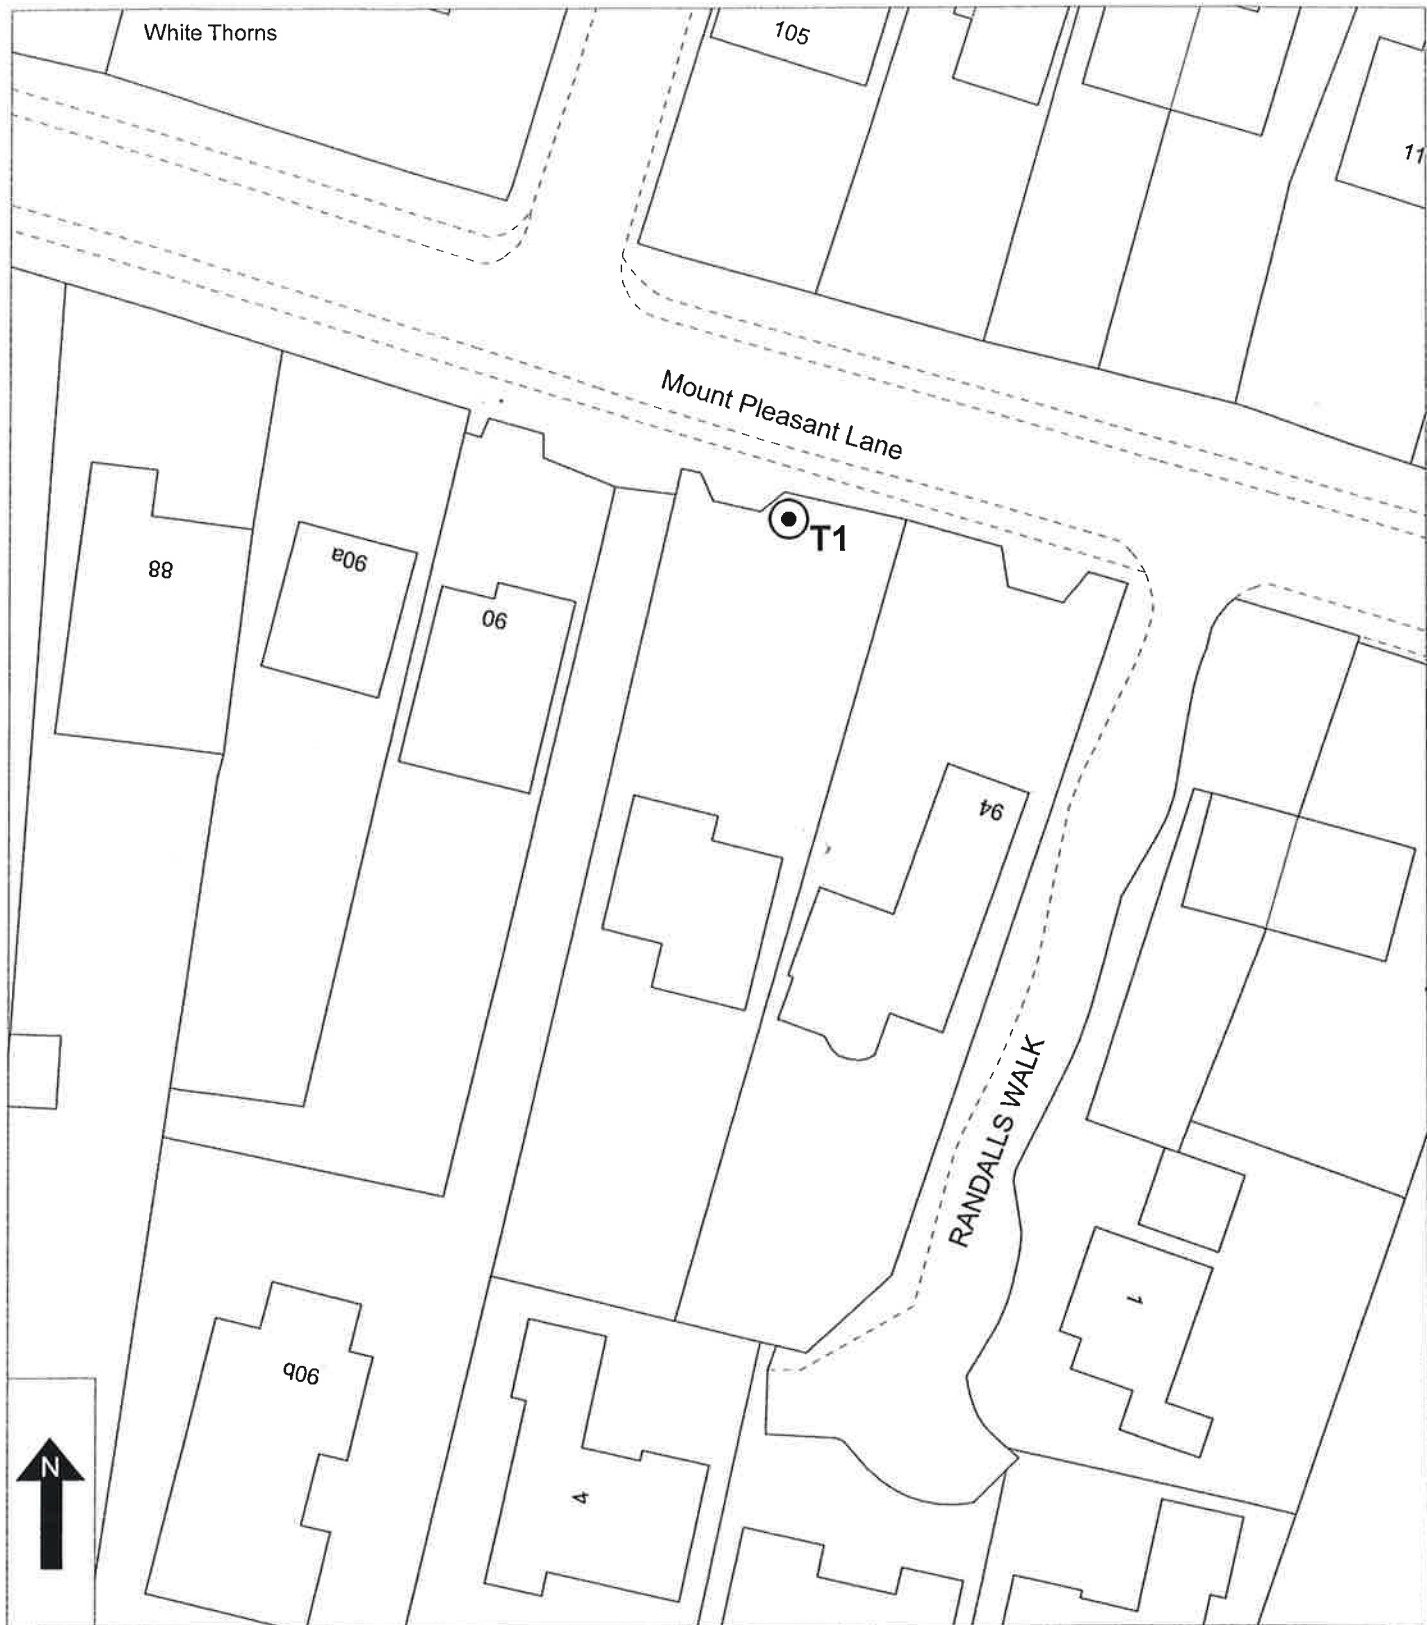 White Thorns
105
11
Mount Pleasant Lane
T1
88
90a
90
94
RANDALLS WALK
1
90b
4
N